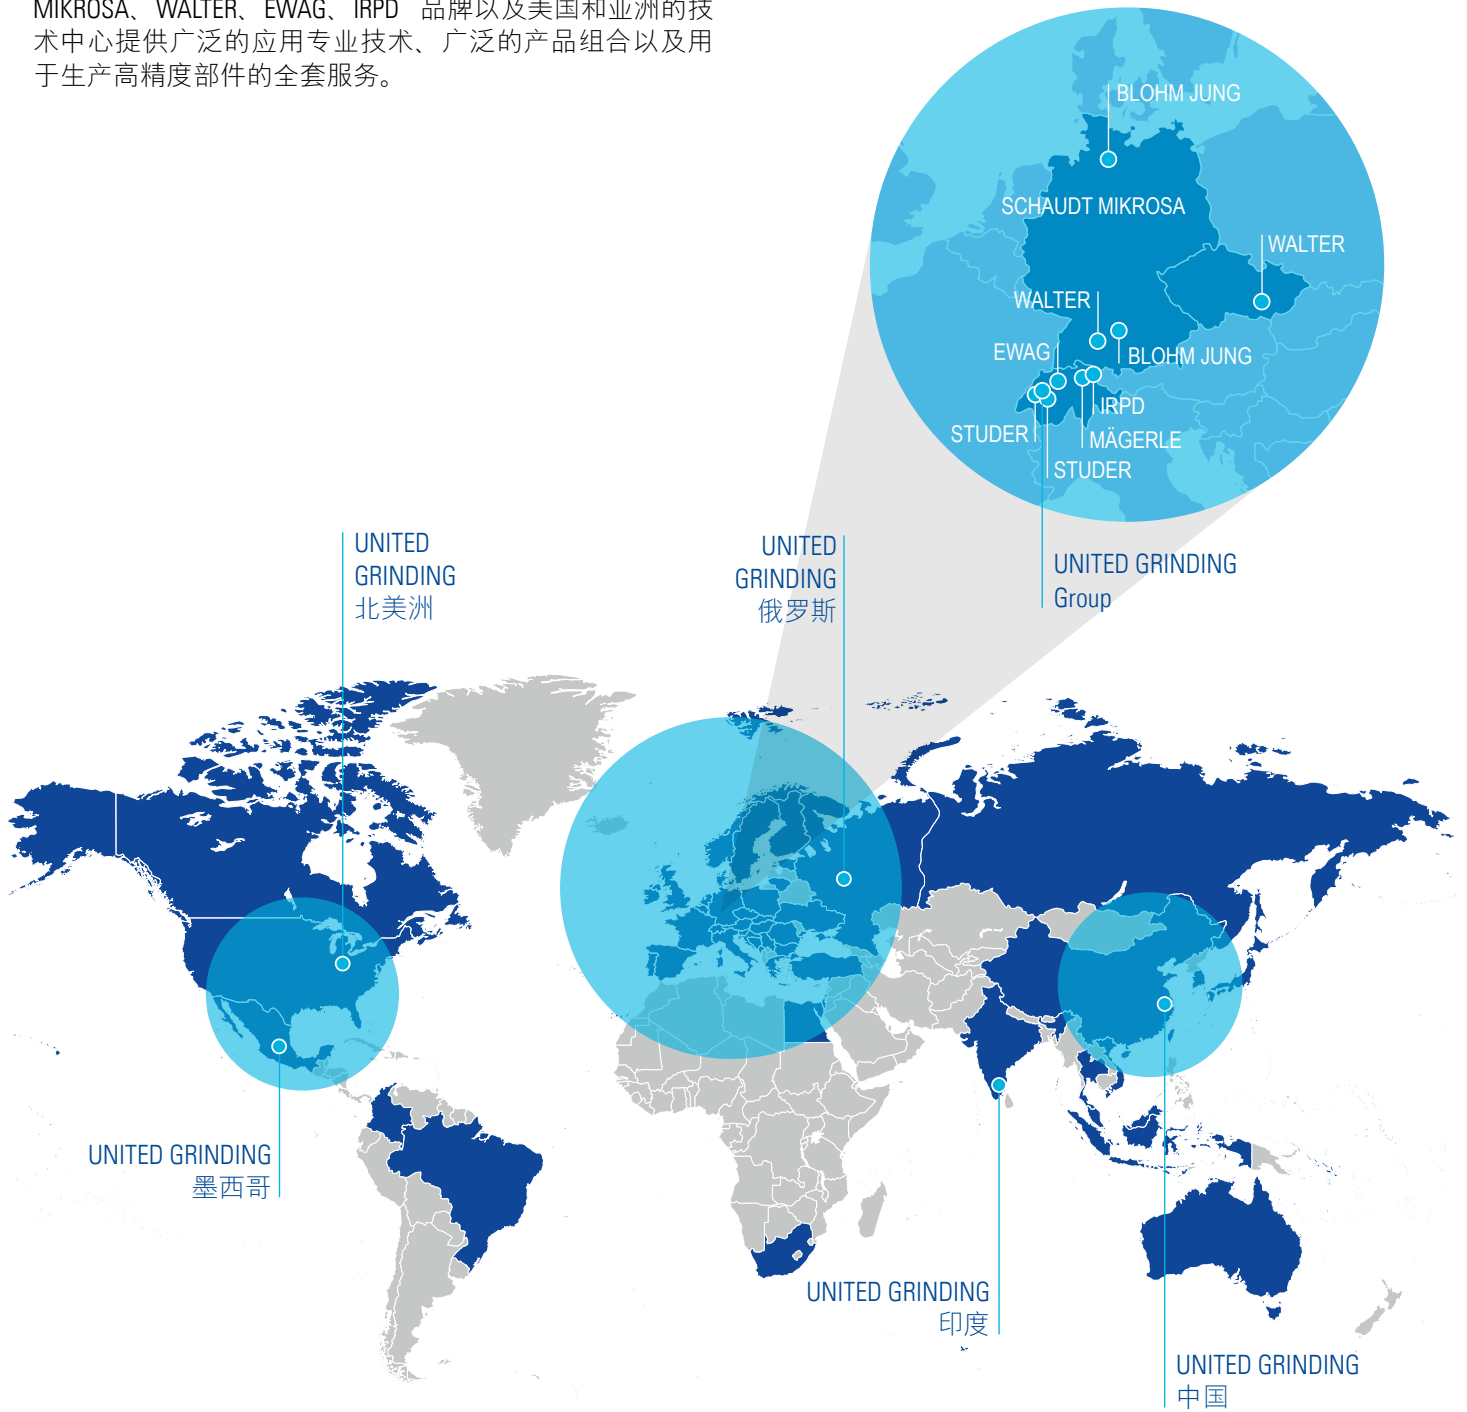 MIKROSA、WALTER、EWAG、IRPD 品牌以及美国和亚洲的技
术中心提供广泛的应用专业技术、广泛的产品组合以及用
于生产高精度部件的全套服务。
BLOHM JUNG
SCHAUDT MIKROSA
WALTER
WALTER
EWAG
BLOHM JUNG
IRPD
STUDER
MÄGERLE
STUDER
UNITED
GRINDING
北美洲
UNITED
GRINDING
俄罗斯
UNITED GRINDING
Group
UNITED GRINDING
墨西哥
UNITED GRINDING
印度
UNITED GRINDING
中国